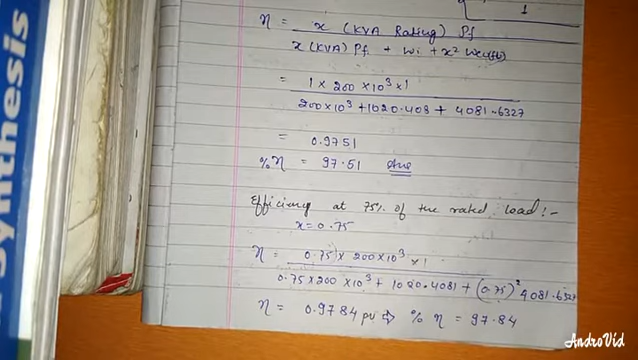 1
η = x (KVA Rating) Pf
x (KVA) Pf + Wi + x² Wcu(fl)
= 1 × 200 × 10³ × 1
200 × 10³ + 1020.408 + 4081.6327
= 0.9751
% η = 97.51 Ans
Efficiency at 75% of the rated load:-
x = 0.75
η = 0.75 × 200 × 10³ × 1
0.75 × 200 × 10³ + 1020.4081 + (0.75)² 4081.6327
η = 0.9784 pu ⇒ % η = 97.84
synthesis
AndroVid